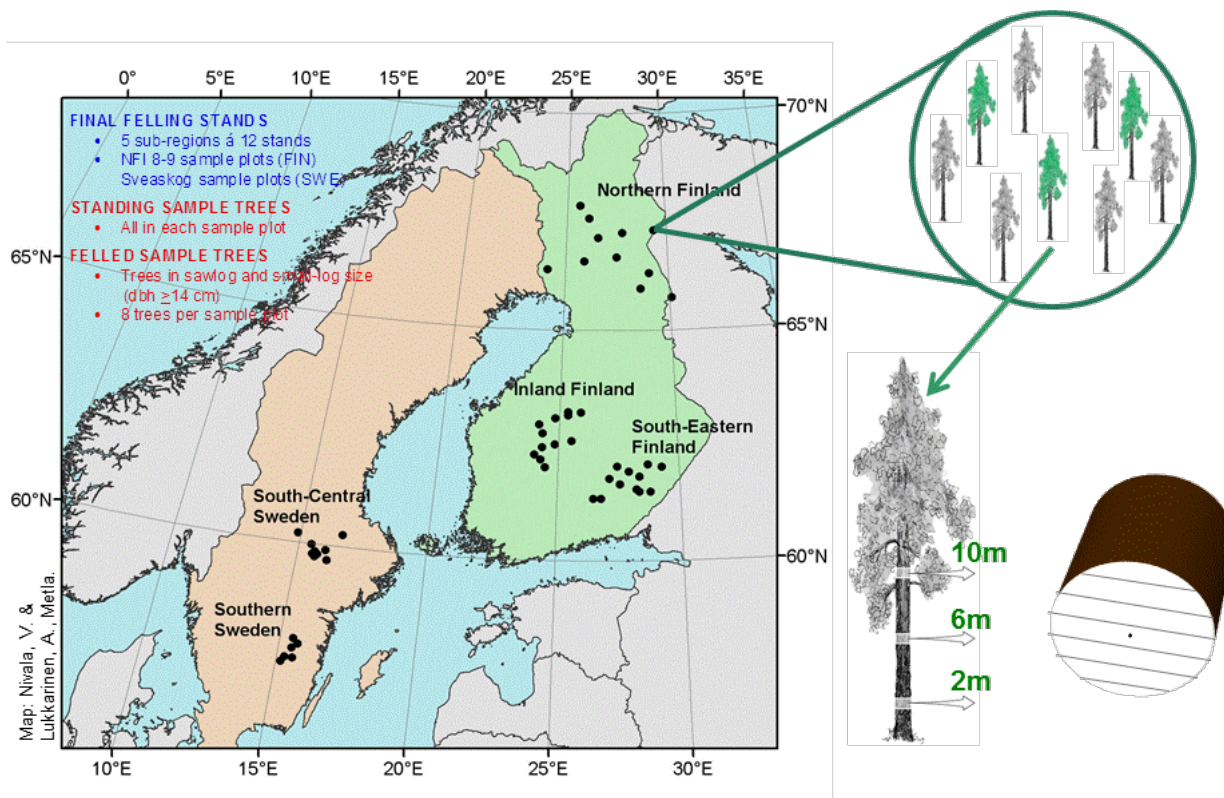 0° 5°E 10°E 15°E 20°E 25°E 30°E 35°E
70°N
FINAL FELLING STANDS
• 5 sub-regions á 12 stands
• NFI 8-9 sample plots (FIN)
Sveaskog sample plots (SWE)
STANDING SAMPLE TREES
• All in each sample plot
FELLED SAMPLE TREES
• Trees in sawlog and small-log size
(dbh ≥14 cm)
• 8 trees per sample plot
Northern Finland
65°N
65°N
Inland Finland
South-Eastern
Finland
60°N
South-Central
Sweden
60°N
Southern
Sweden
Map: Nivala, V. &
Lukkarinen, A., Metla.
10°E 15°E 20°E 25°E 30°E
10m
6m
2m